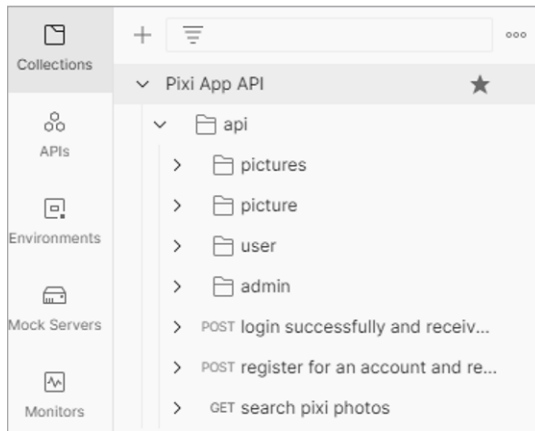 Collections
APIs
Environments
Mock Servers
Monitors
Pixi App API
api
pictures
picture
user
admin
POST login successfully and receiv...
POST register for an account and re...
GET search pixi photos